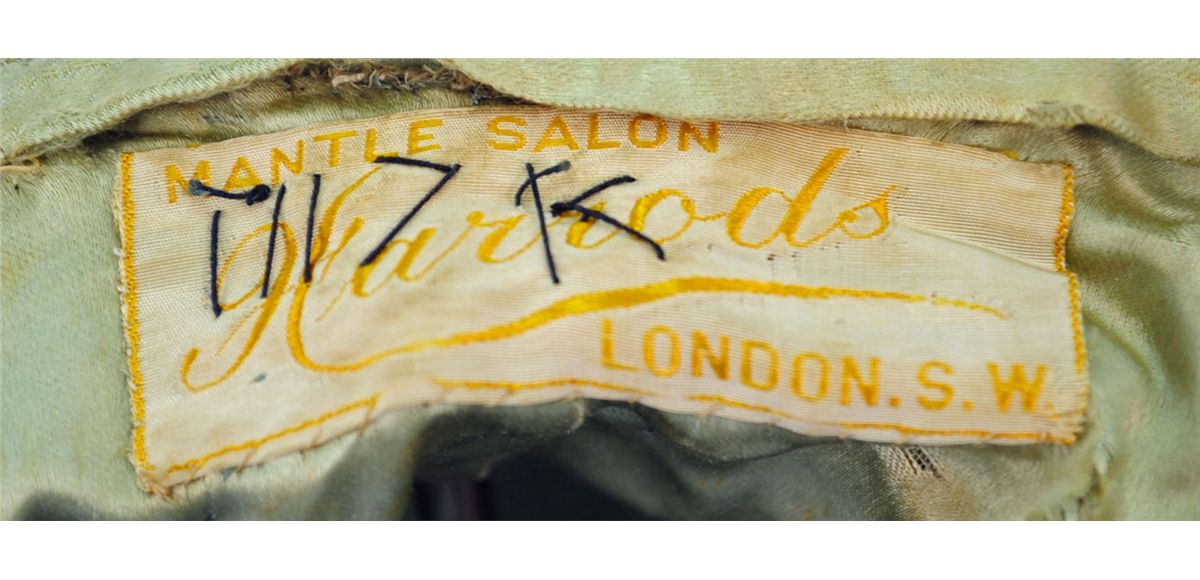 MANTLE SALON
Harrods
LONDON. S. W.